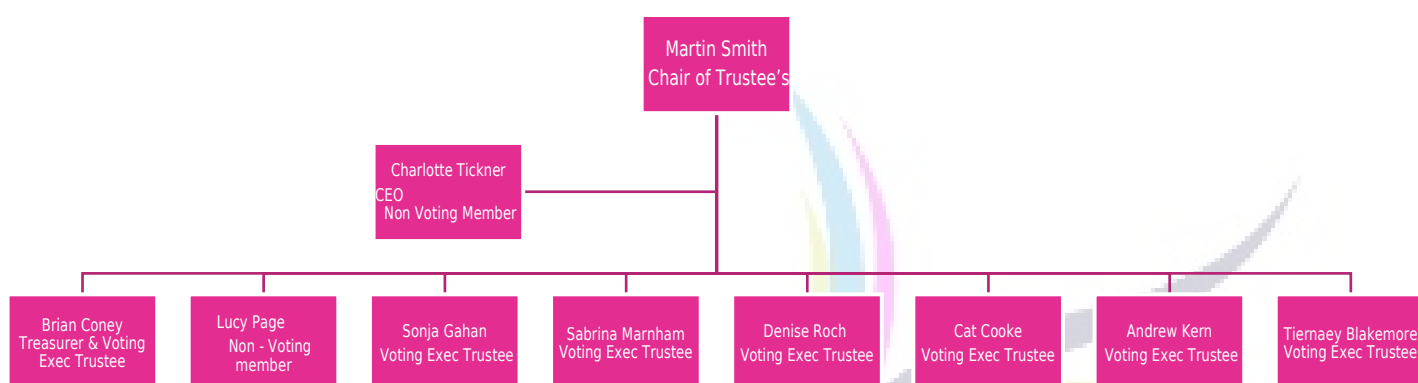 Martin Smith
Chair of Trustee’s
Charlotte Tickner
CEO
Non Voting Member
Brian Coney
Treasurer & Voting
Exec Trustee
Lucy Page
Non - Voting
member
Sonja Gahan
Voting Exec Trustee
Sabrina Marnham
Voting Exec Trustee
Denise Roch
Voting Exec Trustee
Cat Cooke
Voting Exec Trustee
Andrew Kern
Voting Exec Trustee
Tiernaey Blakemore
Voting Exec Trustee